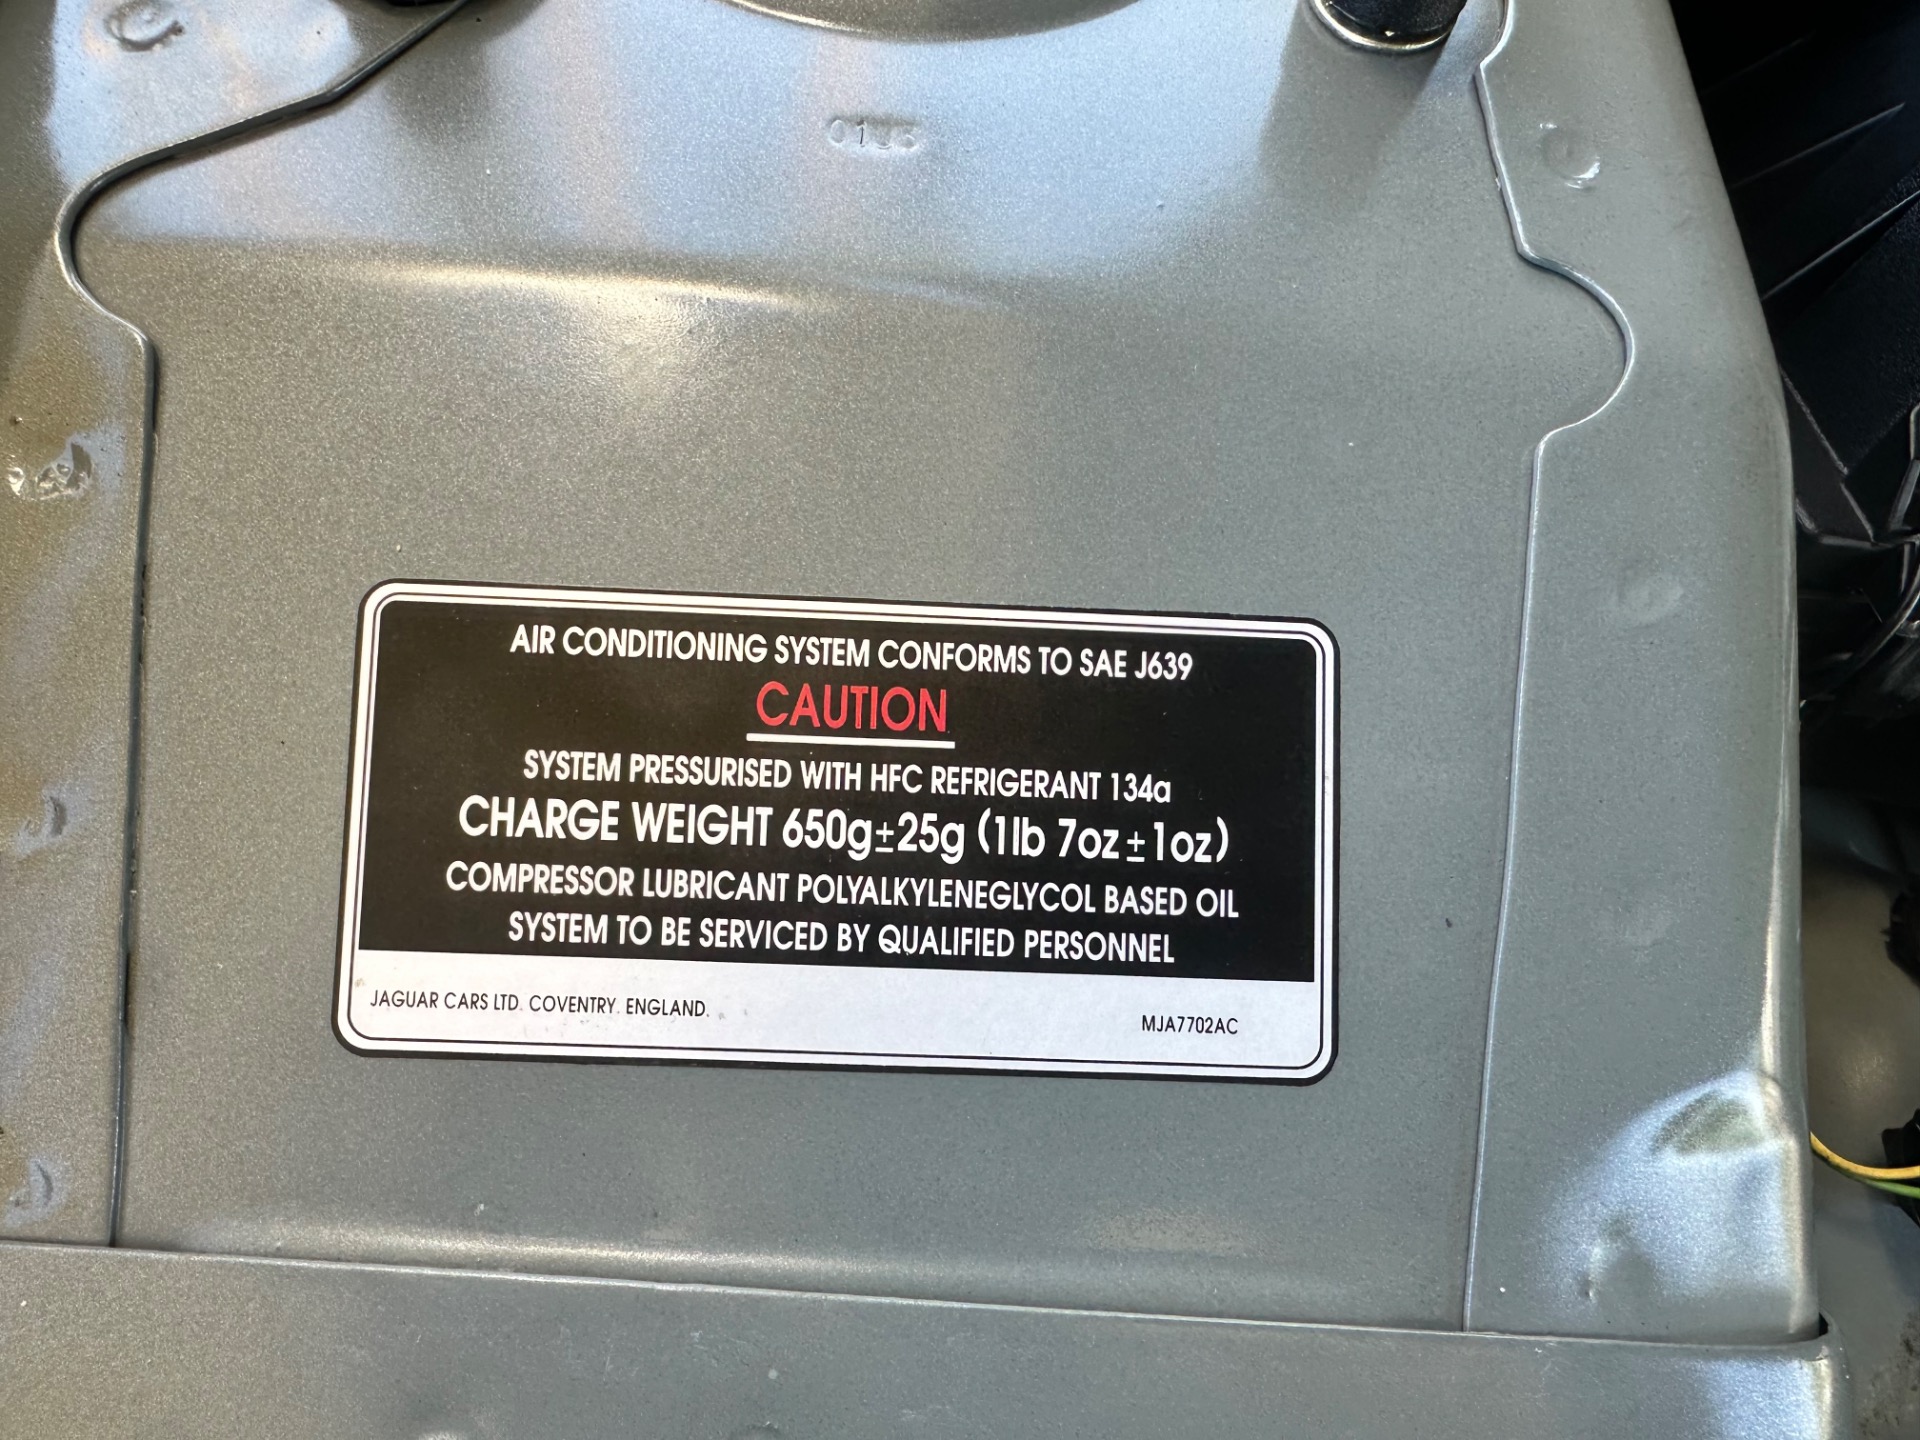 01J5
AIR CONDITIONING SYSTEM CONFORMS TO SAE J639
CAUTION
SYSTEM PRESSURISED WITH HFC REFRIGERANT 134a
CHARGE WEIGHT 650g±25g (1lb 7oz ± 1oz)
COMPRESSOR LUBRICANT POLYALKYLENEGLYCOL BASED OIL
SYSTEM TO BE SERVICED BY QUALIFIED PERSONNEL
JAGUAR CARS LTD. COVENTRY. ENGLAND. MJA7702AC